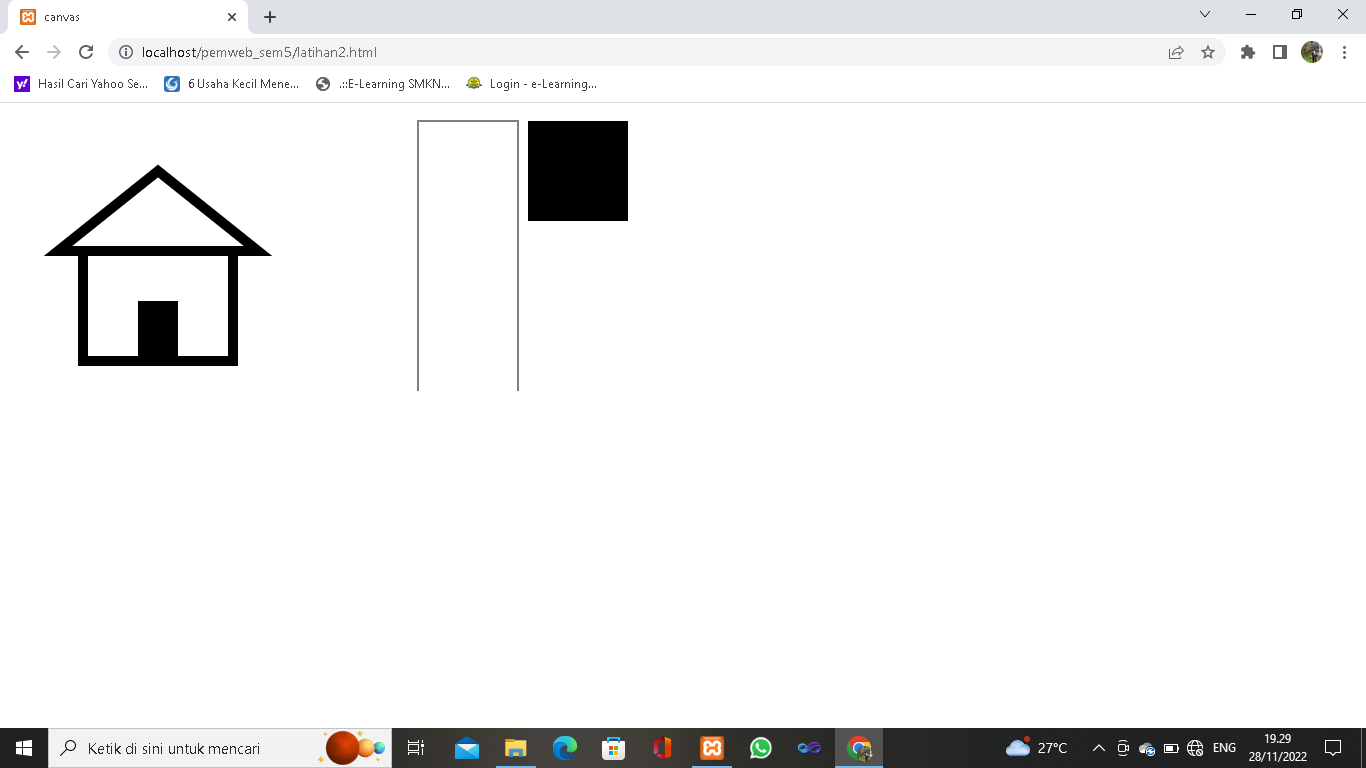 canvas
localhost/pemweb_sem5/latihan2.html
Hasil Cari Yahoo Se...
6 Usaha Kecil Mene...
.::E-Learning SMKN...
Login - e-Learning...
Ketik di sini untuk mencari
27°C
ENG
19.29
28/11/2022